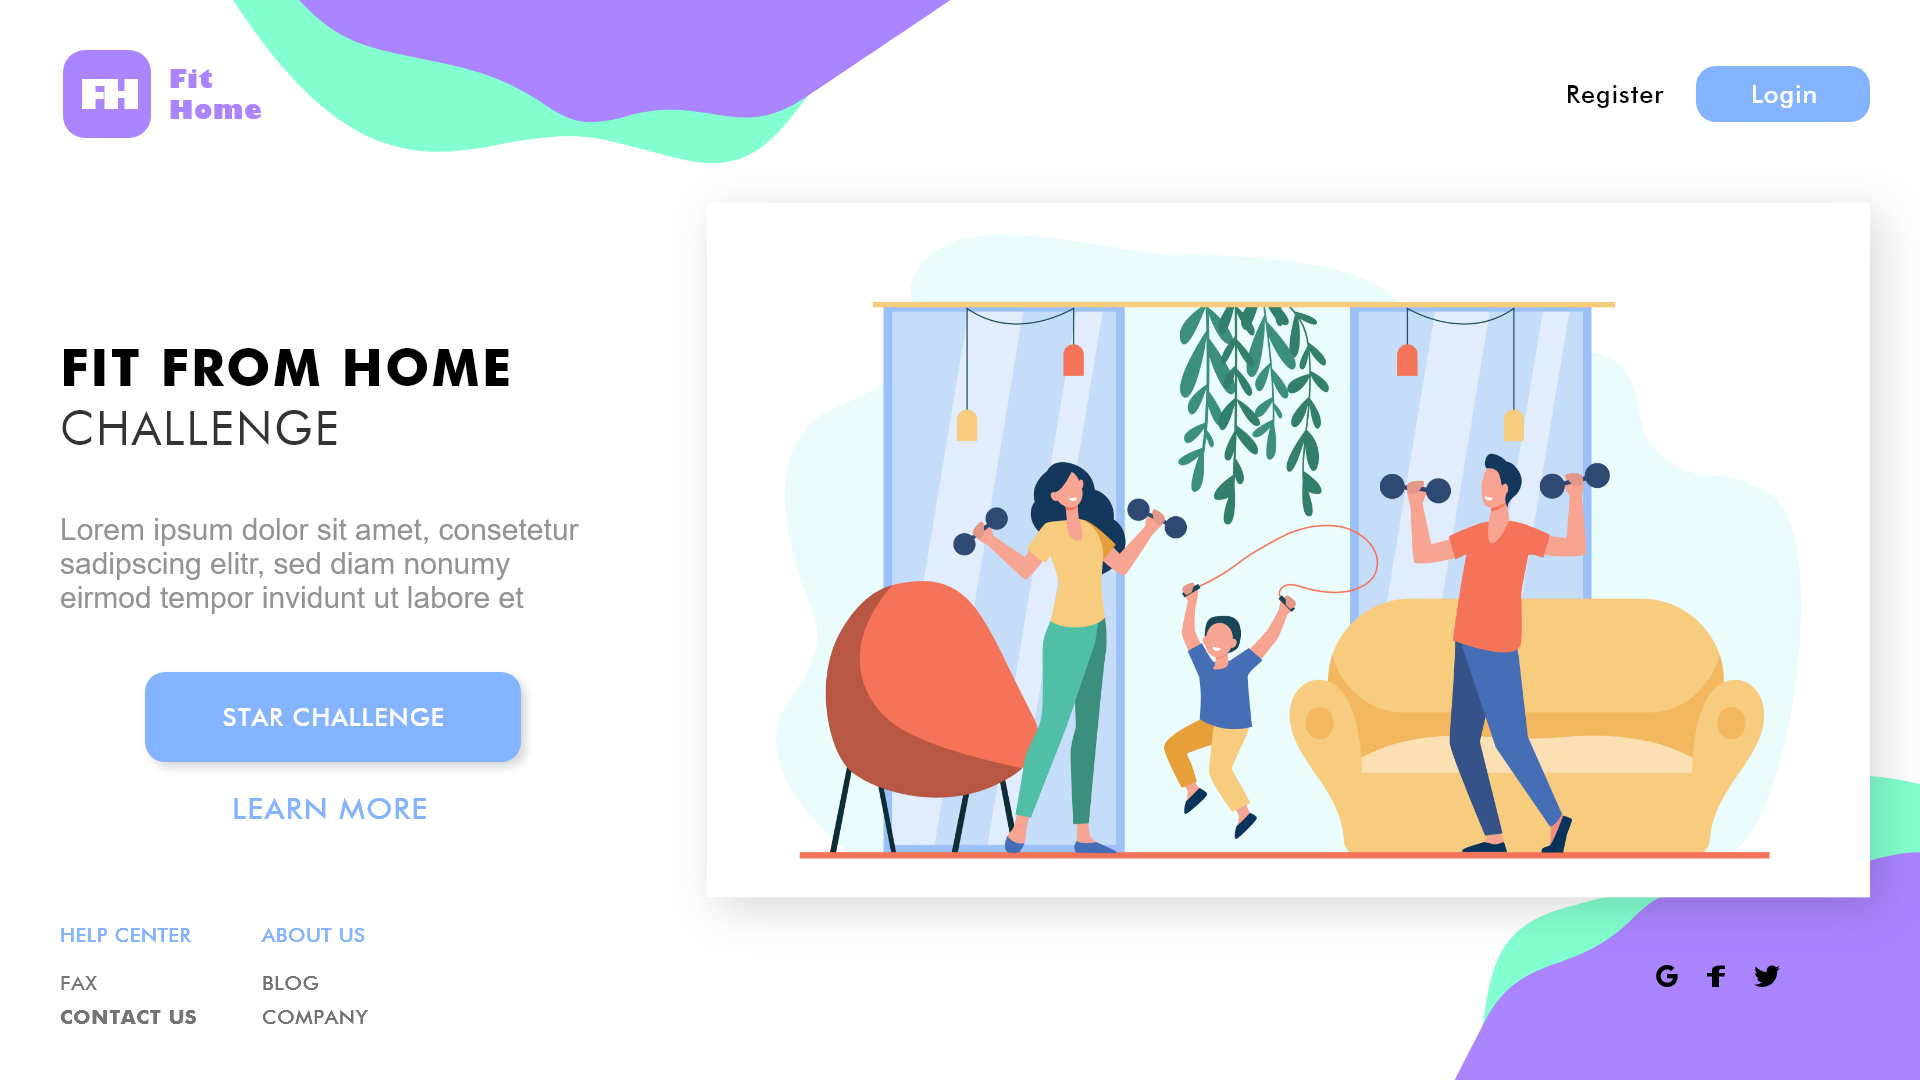 FH
Fit
Home
Register
Login
FIT FROM HOME
CHALLENGE
Lorem ipsum dolor sit amet, consetetur
sadipscing elitr, sed diam nonumy
eirmod tempor invidunt ut labore et
STAR CHALLENGE
LEARN MORE
HELP CENTER
FAX
CONTACT US
ABOUT US
BLOG
COMPANY